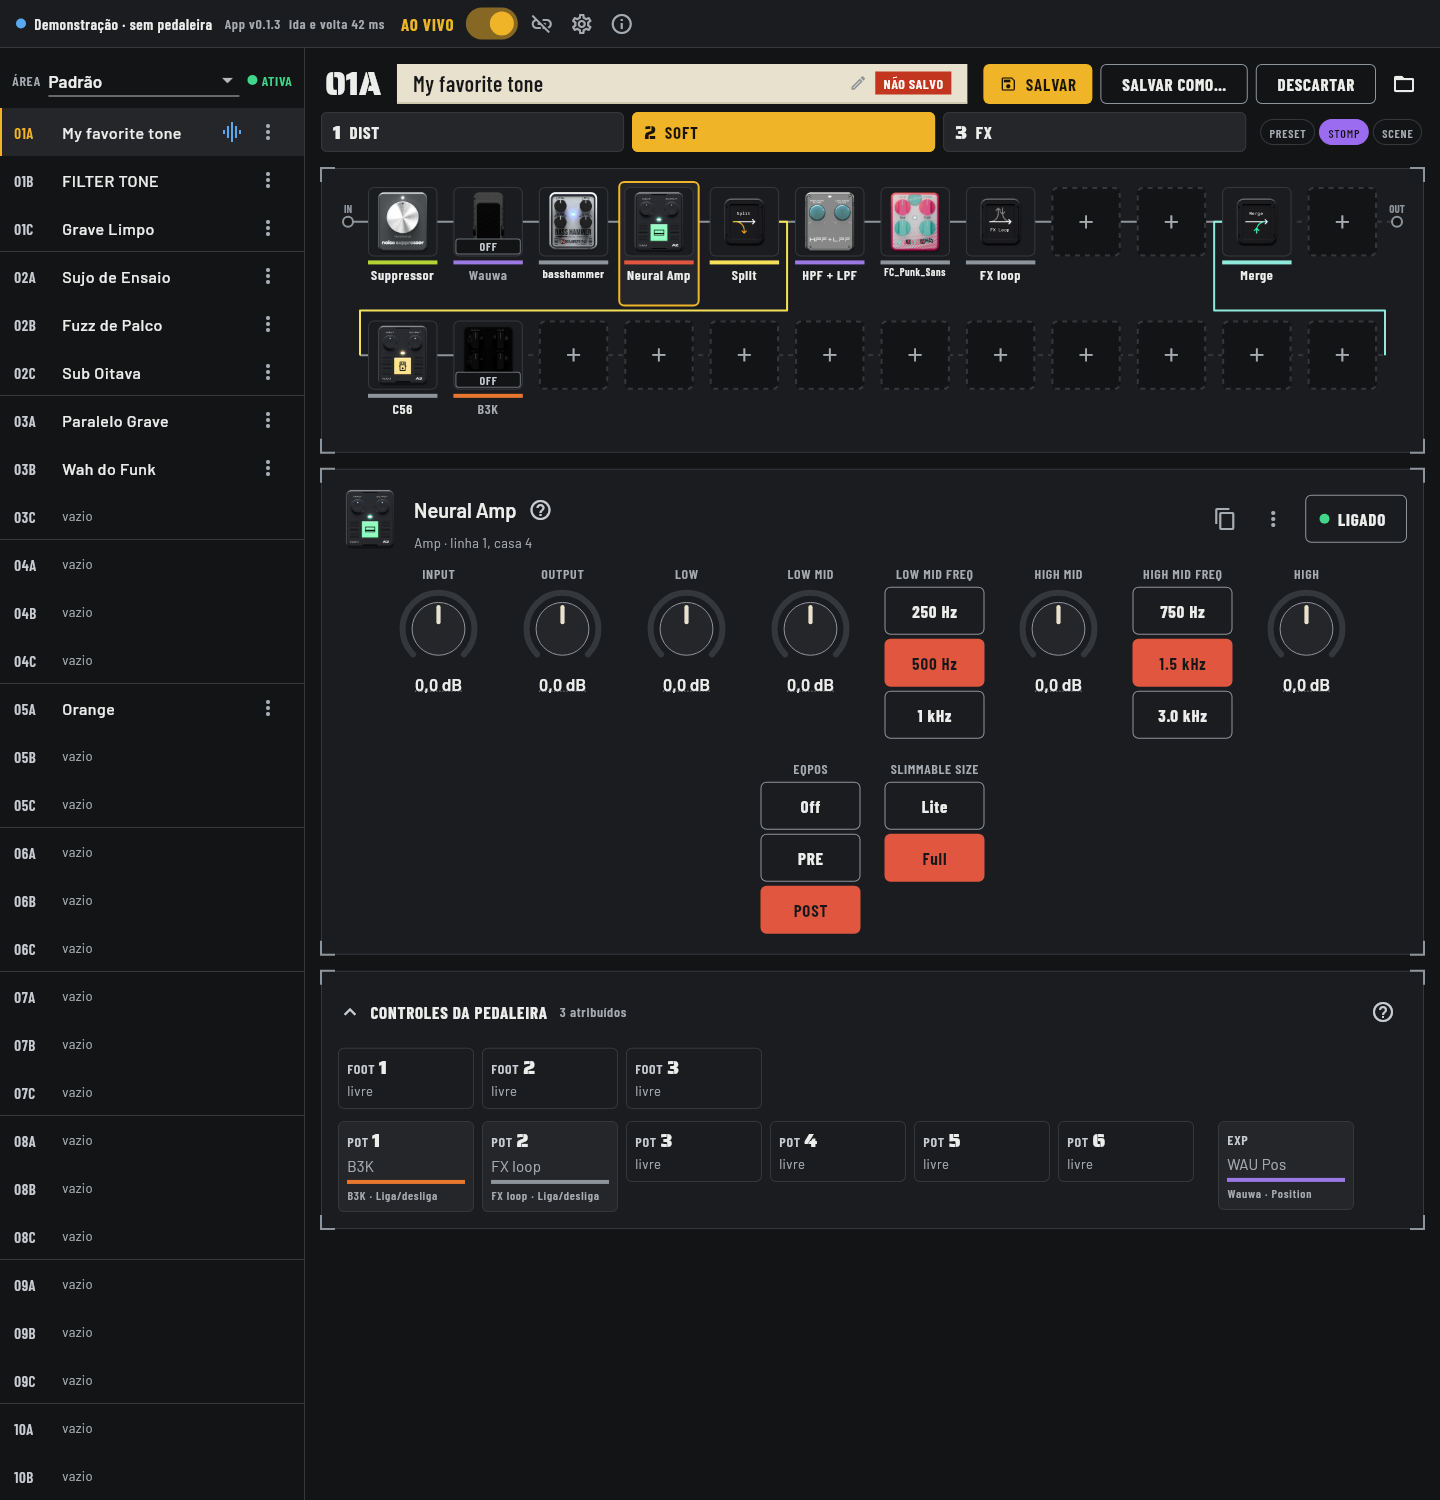 Demonstração · sem pedaleira App v0.1.3 Ida e volta 42 ms AO VIVO
ÁREA Padrão ATIVA
01A My favorite tone
01B FILTER TONE
01C Grave Limpo
02A Sujo de Ensaio
02B Fuzz de Palco
02C Sub Oitava
03A Paralelo Grave
03B Wah do Funk
03C vazio
04A vazio
04B vazio
04C vazio
05A Orange
05B vazio
05C vazio
06A vazio
06B vazio
06C vazio
07A vazio
07B vazio
07C vazio
08A vazio
08B vazio
08C vazio
09A vazio
09B vazio
09C vazio
10A vazio
10B vazio
01A My favorite tone NÃO SALVO SALVAR SALVAR COMO... DESCARTAR
1 DIST 2 SOFT 3 FX PRESET STOMP SCENE
IN OFF Split FX Loop Merge OUT
Suppressor Wauwa basshammer Neural Amp Split HPF + LPF FC_Punk_Sans FX loop Merge
OFF
C56 B3K
Neural Amp
Amp · linha 1, casa 4
LIGADO
INPUT OUTPUT LOW LOW MID LOW MID FREQ HIGH MID HIGH MID FREQ HIGH
250 Hz 750 Hz
500 Hz 1.5 kHz
0,0 dB 0,0 dB 0,0 dB 0,0 dB 0,0 dB 0,0 dB
1 kHz 3.0 kHz
EQPOS SLIMMABLE SIZE
Off Lite
PRE Full
POST
CONTROLES DA PEDALEIRA 3 atribuídos
FOOT 1 FOOT 2 FOOT 3
livre livre livre
POT 1 POT 2 POT 3 POT 4 POT 5 POT 6 EXP
B3K FX loop livre livre livre livre WAU Pos
B3K · Liga/desliga FX loop · Liga/desliga Wauwa · Position